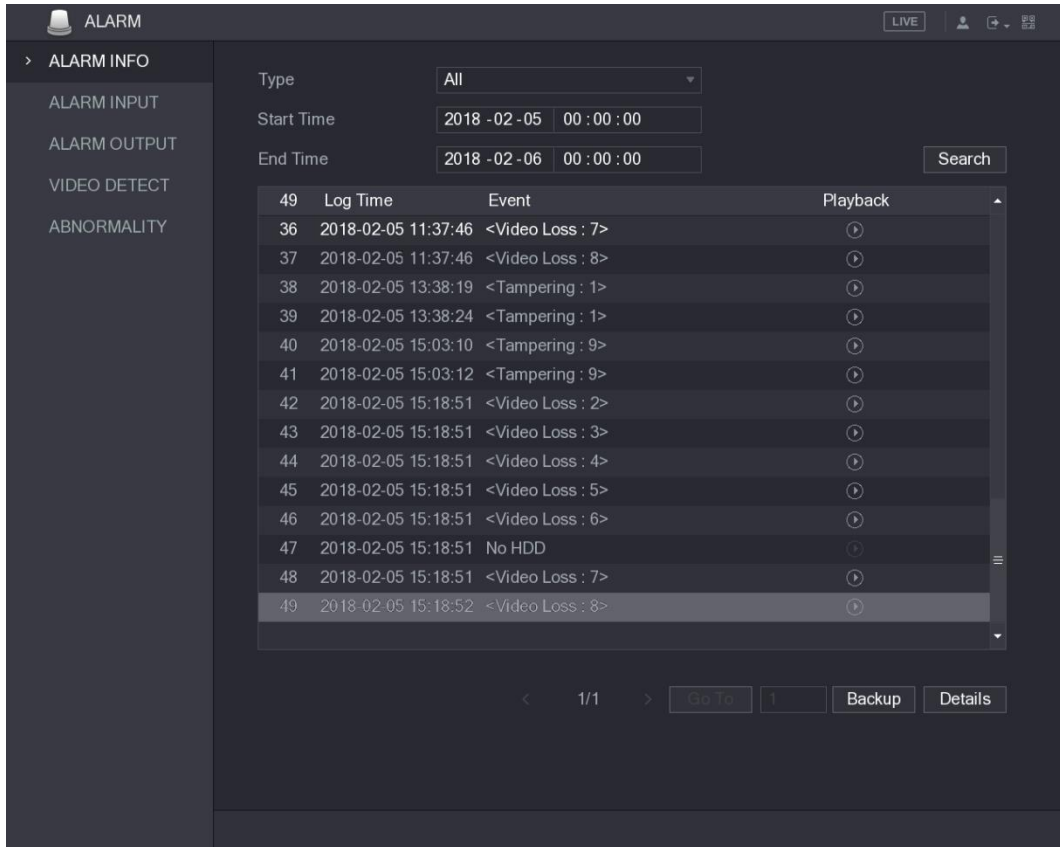 ALARM LIVE
> ALARM INFO
ALARM INPUT
ALARM OUTPUT
VIDEO DETECT
ABNORMALITY
Type All
Start Time 2018 - 02 - 05 00 : 00 : 00
End Time 2018 - 02 - 06 00 : 00 : 00
Search
49 Log Time Event Playback
36 2018-02-05 11:37:46 <Video Loss : 7>
37 2018-02-05 11:37:46 <Video Loss : 8>
38 2018-02-05 13:38:19 <Tampering : 1>
39 2018-02-05 13:38:24 <Tampering : 1>
40 2018-02-05 15:03:10 <Tampering : 9>
41 2018-02-05 15:03:12 <Tampering : 9>
42 2018-02-05 15:18:51 <Video Loss : 2>
43 2018-02-05 15:18:51 <Video Loss : 3>
44 2018-02-05 15:18:51 <Video Loss : 4>
45 2018-02-05 15:18:51 <Video Loss : 5>
46 2018-02-05 15:18:51 <Video Loss : 6>
47 2018-02-05 15:18:51 No HDD
48 2018-02-05 15:18:51 <Video Loss : 7>
49 2018-02-05 15:18:52 <Video Loss : 8>
< 1/1 > Go To 1 Backup Details